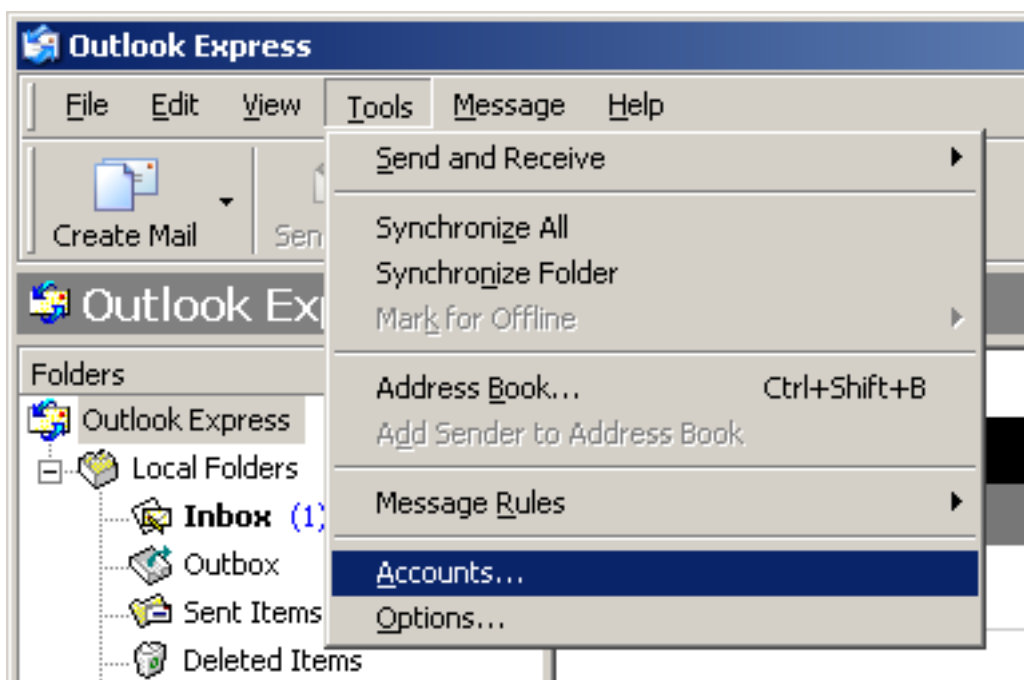 Outlook Express
File Edit View Tools Message Help
Send and Receive
Create Mail
Synchronize All
Synchronize Folder
Mark for Offline
Outlook
Address Book... Ctrl+Shift+B
Add Sender to Address Book
Message Rules
Accounts...
Options...
Folders
Outlook Express
Local Folders
Inbox (1)
Outbox
Sent Items
Deleted Items